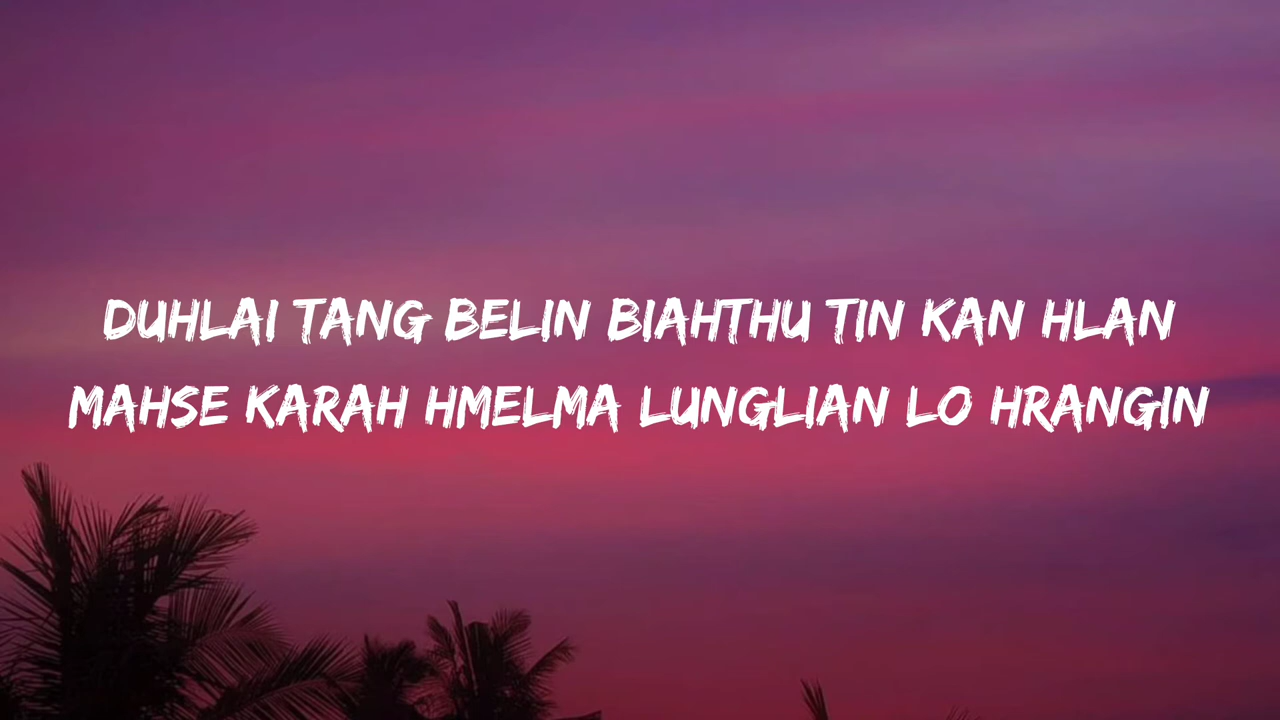 DUHLAI TANG BELIN BIAHTHU TIN KAN HLAN
MAHSE KARAH HMELMA LUNGLIAN LO HRANGIN